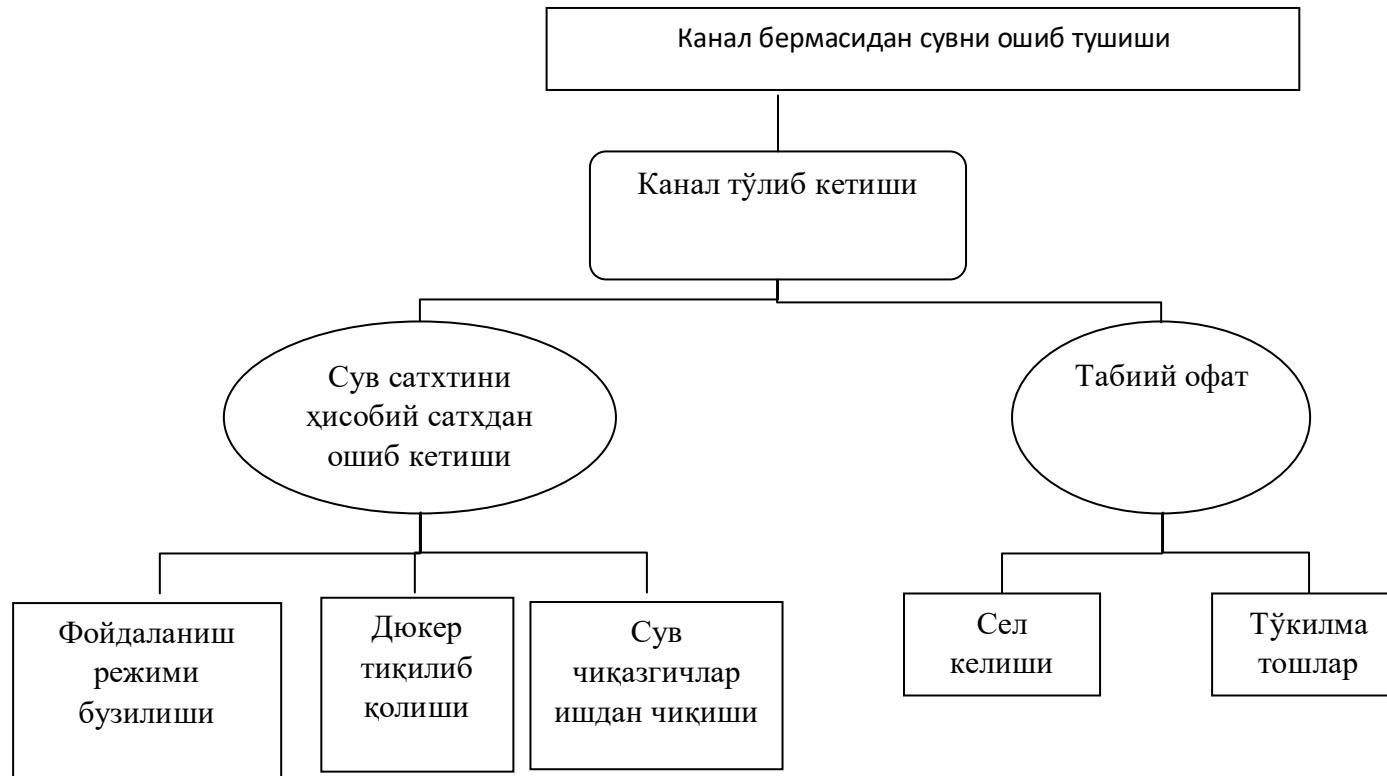 Канал бермасидан сувни ошиб тушиши
Канал тўлиб кетиши
Сув сатхтини
ҳисобий сатхдан
ошиб кетиши
Табиий офат
Фойдаланиш
режими
бузилиши
Дюкер
тиқилиб
қолиши
Сув
чиқазгичлар
ишдан чиқиши
Сел
келиши
Тўкилма
тошлар